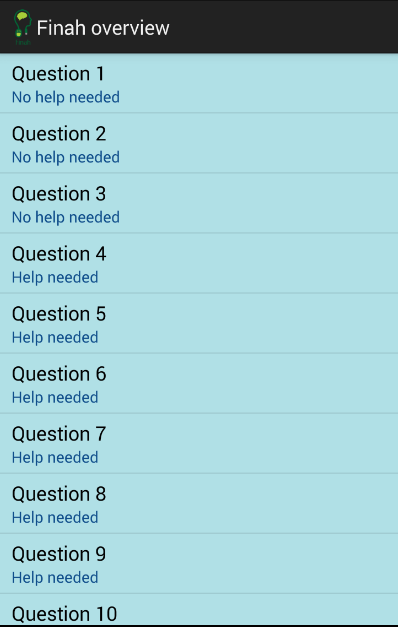 Finah
Finah overview
Question 1
No help needed
Question 2
No help needed
Question 3
No help needed
Question 4
Help needed
Question 5
Help needed
Question 6
Help needed
Question 7
Help needed
Question 8
Help needed
Question 9
Help needed
Question 10